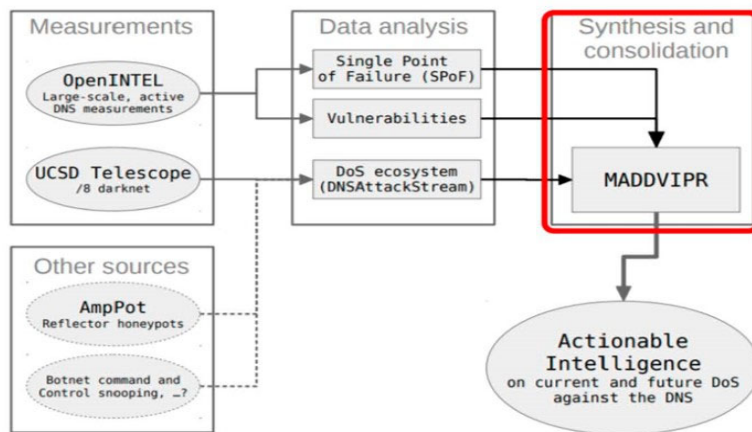 Measurements
OpenINTEL
Large-scale, active
DNS measurements
UCSD Telescope
/8 darknet
Other sources
AmpPot
Reflector honeypots
Botnet command and
Control snooping, …?
Data analysis
Single Point
of Failure (SPoF)
Vulnerabilities
DoS ecosystem
(DNSAttackStream)
Synthesis and
consolidation
MADDVIPR
Actionable
Intelligence
on current and future DoS
against the DNS